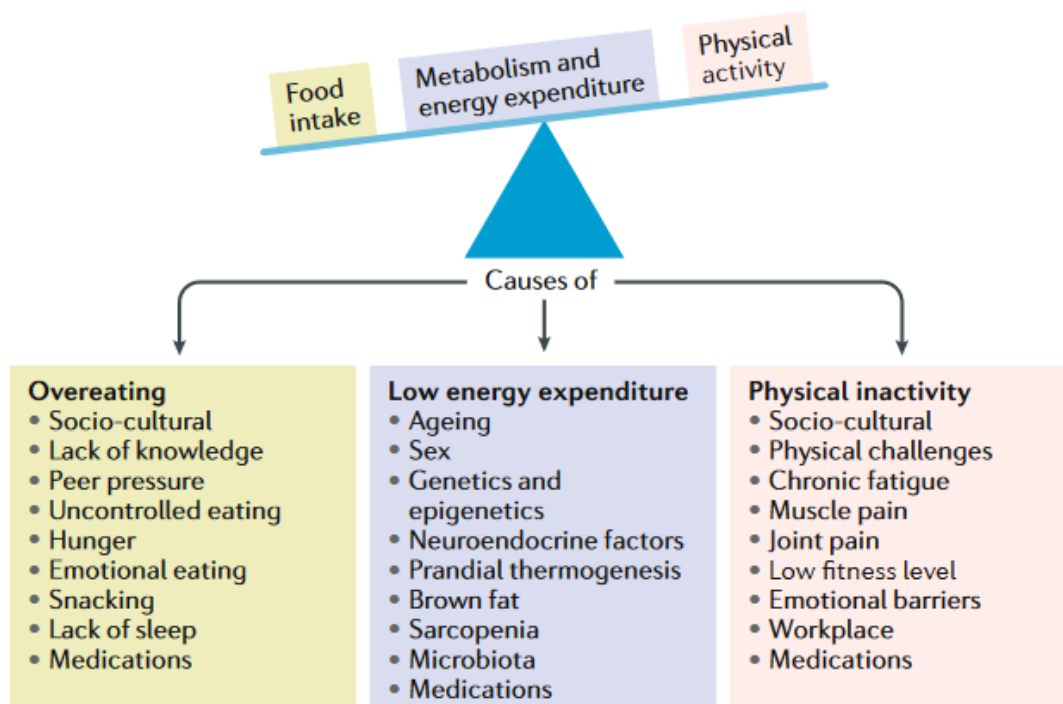 Food
intake
Metabolism and
energy expenditure
Physical
activity
Causes of
Overeating
• Socio-cultural
• Lack of knowledge
• Peer pressure
• Uncontrolled eating
• Hunger
• Emotional eating
• Snacking
• Lack of sleep
• Medications
Low energy expenditure
• Ageing
• Sex
• Genetics and
epigenetics
• Neuroendocrine factors
• Prandial thermogenesis
• Brown fat
• Sarcopenia
• Microbiota
• Medications
Physical inactivity
• Socio-cultural
• Physical challenges
• Chronic fatigue
• Muscle pain
• Joint pain
• Low fitness level
• Emotional barriers
• Workplace
• Medications